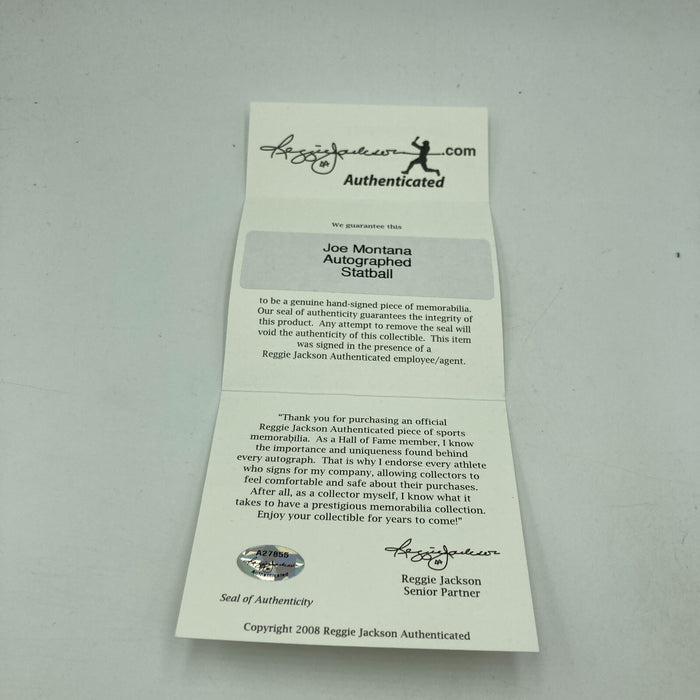 Reggie Jackson .com
Authenticated
We guarantee this
Joe Montana
Autographed
Statball
to be a genuine hand-signed piece of memorabilia.
Our seal of authenticity guarantees the integrity of
this product. Any attempt to remove the seal will
void the authenticity of this collectible. This item
was signed in the presence of a
Reggie Jackson Authenticated employee/agent.
"Thank you for purchasing an official
Reggie Jackson Authenticated piece of sports
memorabilia. As a Hall of Fame member, I know
the importance and uniqueness found behind
every autograph. That is why I endorse every athlete
who signs for my company, allowing collectors to
feel comfortable and safe about their purchases.
After all, as a collector myself, I know what it
takes to have a prestigious memorabilia collection.
Enjoy your collectible for years to come!"
A27855
Reggie Jackson
Authenticated
Seal of Authenticity
Reggie Jackson
Reggie Jackson
Senior Partner
Copyright 2008 Reggie Jackson Authenticated